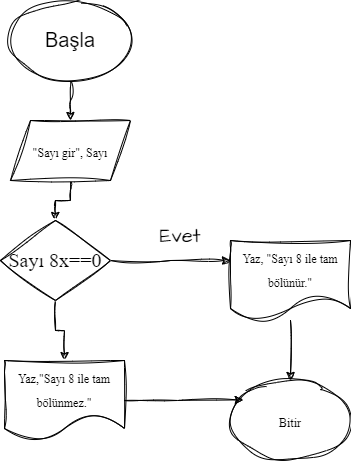 Başla
"Sayı gir", Sayı
Evet
Sayı 8x==0
Yaz, "Sayı 8 ile tam
bölünür."
Yaz,"Sayı 8 ile tam
bölünmez."
Bitir